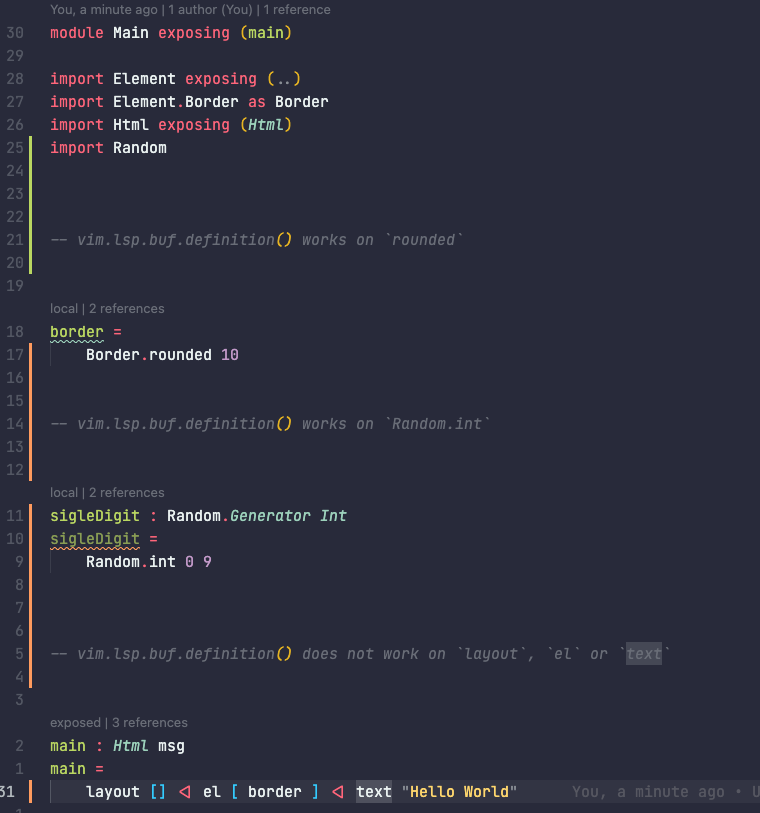 You, a minute ago | 1 author (You) | 1 reference
30 module Main exposing (main)
29
28 import Element exposing (..)
27 import Element.Border as Border
26 import Html exposing (Html)
25 import Random
24
23
22
21 -- vim.lsp.buf.definition() works on `rounded`
20
19
local | 2 references
18 border =
17 Border.rounded 10
16
15
14 -- vim.lsp.buf.definition() works on `Random.int`
13
12
local | 2 references
11 sigleDigit : Random.Generator Int
10 sigleDigit =
9 Random.int 0 9
8
7
6
5 -- vim.lsp.buf.definition() does not work on `layout`, `el` or `text`
4
3
exposed | 3 references
2 main : Html msg
1 main =
31 layout [] <| el [ border ] <| text "Hello World" You, a minute ago • U